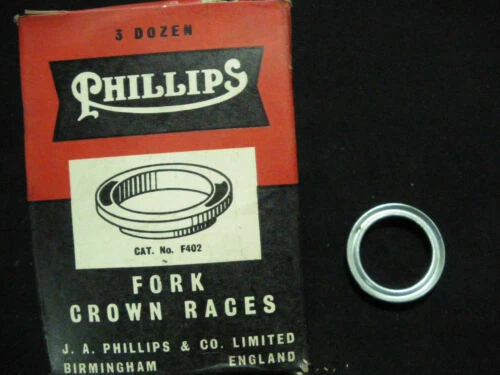 3 DOZEN
PHILLIPS
CAT. No. F402
FORK
CROWN RACES
J. A. PHILLIPS & CO. LIMITED
BIRMINGHAM ENGLAND